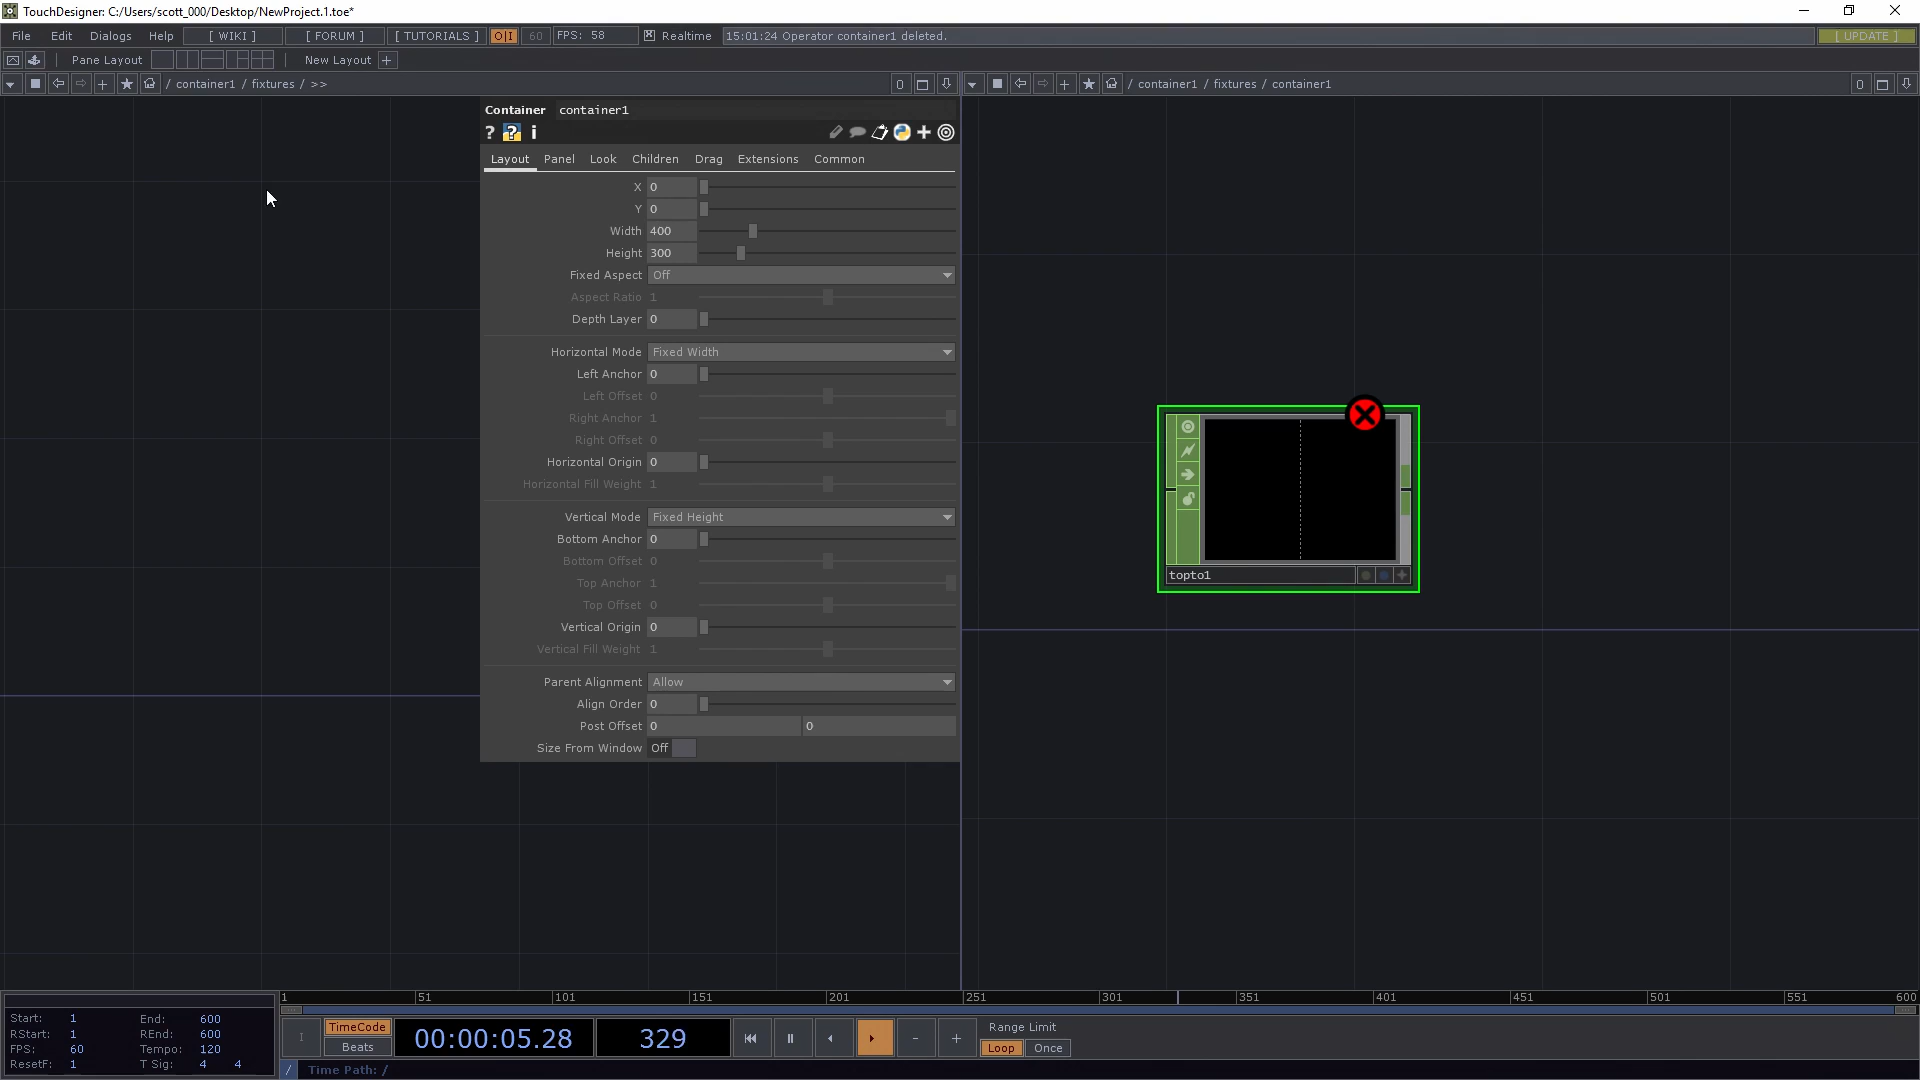 TouchDesigner: C:/Users/scott_000/Desktop/NewProject.1.toe*
File Edit Dialogs Help [ WIKI ] [ FORUM ] [ TUTORIALS ] O|I 60 FPS: 58 Realtime 15:01:24 Operator container1 deleted. [ UPDATE ]
Pane Layout New Layout +
/ container1 / fixtures / >> 0
/ container1 / fixtures / container1 0
Container container1
? ? i
Layout Panel Look Children Drag Extensions Common
X 0
Y 0
Width 400
Height 300
Fixed Aspect Off
Aspect Ratio 1
Depth Layer 0
Horizontal Mode Fixed Width
Left Anchor 0
Left Offset 0
Right Anchor 1
Right Offset 0
Horizontal Origin 0
Horizontal Fill Weight 1
Vertical Mode Fixed Height
Bottom Anchor 0
Bottom Offset 0
Top Anchor 1
Top Offset 0
Vertical Origin 0
Vertical Fill Weight 1
Parent Alignment Allow
Align Order 0
Post Offset 0 0
Size From Window Off
topto1
1 51 101 151 201 251 301 351 401 451 501 551 600
Start: 1 End: 600
RStart: 1 REnd: 600
FPS: 60 Tempo: 120
ResetF: 1 T Sig: 4 4
I
TimeCode
Beats
00:00:05.28
329
- +
Range Limit
Loop Once
/ Time Path: /